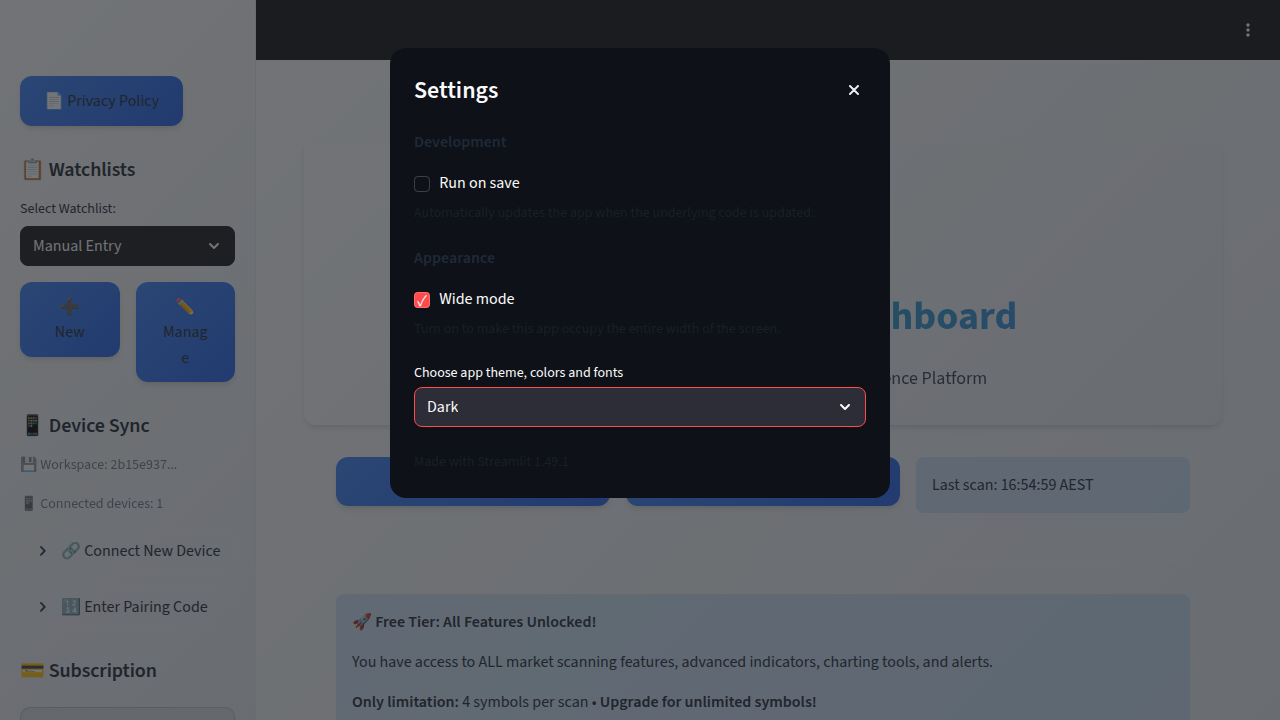 📄 Privacy Policy
📋 Watchlists
Select Watchlist:
Manual Entry
➕
New
✏️
Manag
e
📱 Device Sync
💾 Workspace: 2b15e937...
📱 Connected devices: 1
🔗 Connect New Device
🔢 Enter Pairing Code
💳 Subscription
Settings
Development
Run on save
Automatically updates the app when the underlying code is updated.
Appearance
Wide mode
Turn on to make this app occupy the entire width of the screen.
Choose app theme, colors and fonts
Dark
Made with Streamlit 1.49.1
hboard
ence Platform
Last scan: 16:54:59 AEST
🚀 Free Tier: All Features Unlocked!
You have access to ALL market scanning features, advanced indicators, charting tools, and alerts.
Only limitation: 4 symbols per scan • Upgrade for unlimited symbols!